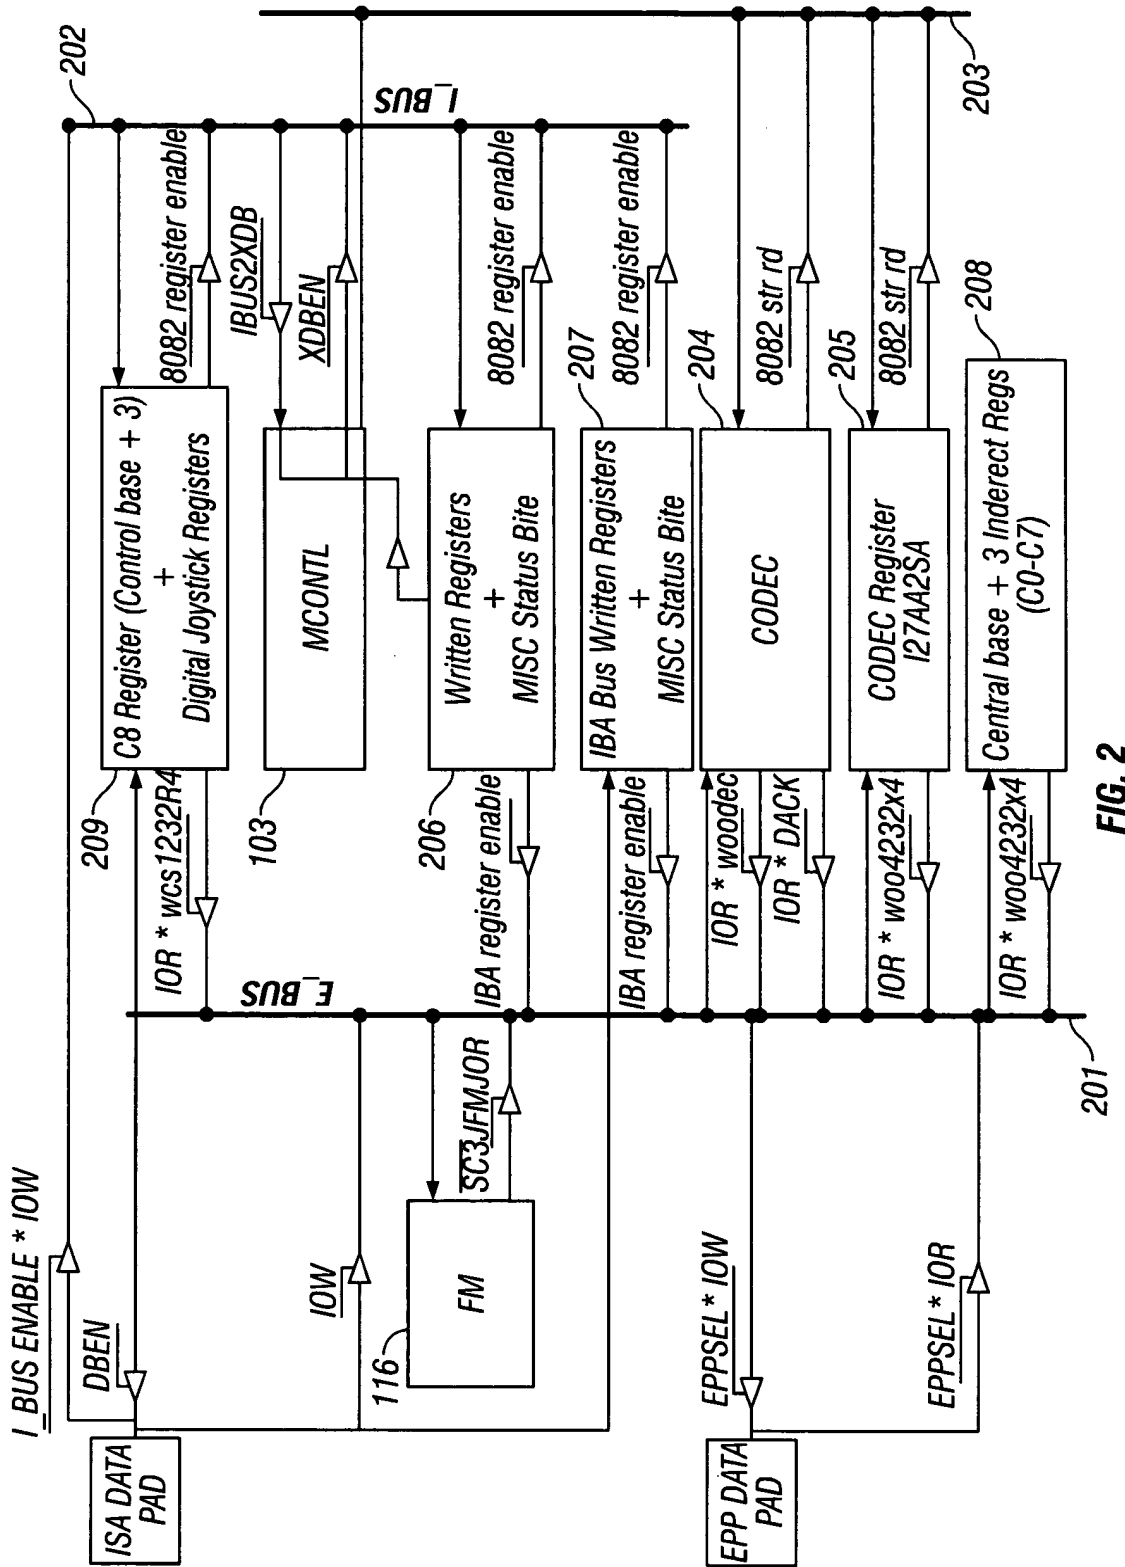 I_BUS ENABLE * IOW
202
DBEN
ISA DATA
PAD
209
C8 Register (Control base + 3)
+
Digital Joystick Registers
8082 register enable
IOR * wcs1232R4
I_BUS
E_BUS
IBUS2XDB
XDBEN
103
MCONTL
IOW
206
Written Registers
+
MISC Status Bite
8082 register enable
IBA register enable
116
FM
SC3JFMJOR
207
IBA Bus Written Registers
+
MISC Status Bite
8082 register enable
IBA register enable
204
CODEC
8082 str rd
IOR * woodec
IOR * DACK
EPPSEL * IOW
EPP DATA
PAD
205
CODEC Register
I27AA2SA
8082 str rd
IOR * woo4232x4
EPPSEL * IOR
208
Central base + 3 Inderect Regs
(C0-C7)
IOR * woo4232x4
203
201
FIG. 2